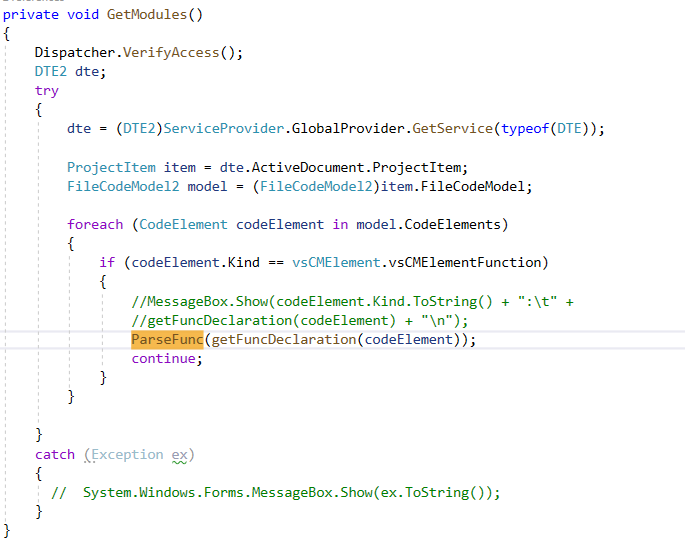 private void GetModules()
{
Dispatcher.VerifyAccess();
DTE2 dte;
try
{
dte = (DTE2)ServiceProvider.GlobalProvider.GetService(typeof(DTE));
ProjectItem item = dte.ActiveDocument.ProjectItem;
FileCodeModel2 model = (FileCodeModel2)item.FileCodeModel;
foreach (CodeElement codeElement in model.CodeElements)
{
if (codeElement.Kind == vsCMElement.vsCMElementFunction)
{
//MessageBox.Show(codeElement.Kind.ToString() + ":\t" +
//getFuncDeclaration(codeElement) + "\n");
ParseFunc(getFuncDeclaration(codeElement));
continue;
}
}
}
catch (Exception ex)
{
//  System.Windows.Forms.MessageBox.Show(ex.ToString());
}
}